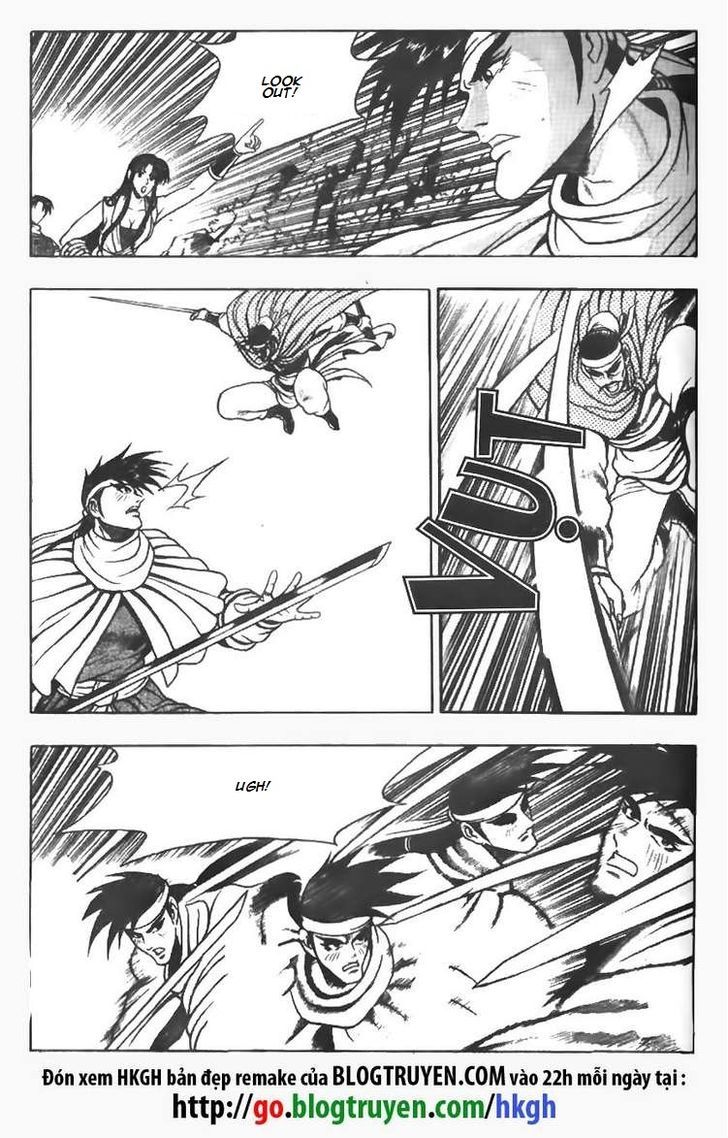 LOOK
OUT!
VỤT
UGH!
Đón xem HKGH bản đẹp remake của BLOGTRUYEN.COM vào 22h mỗi ngày tại :
http://go.blogtruyen.com/hkgh